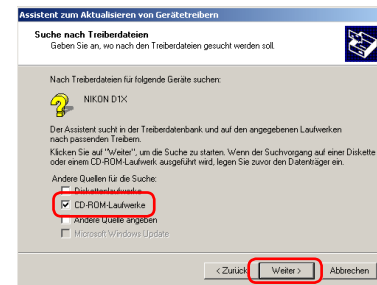 Assistent zum Aktualisieren von Gerätetreibern
Suche nach Treiberdateien
Geben Sie an, wo nach den Treiberdateien gesucht werden soll.
Nach Treiberdateien für folgende Geräte suchen:
NIKON D1X
Der Assistent sucht in der Treiberdatenbank und auf den angegebenen Laufwerken
nach passenden Treibern.
Klicken Sie auf "Weiter", um die Suche zu starten. Wenn der Suchvorgang auf einer Diskette
oder einem CD-ROM-Laufwerk ausgeführt wird, legen Sie zuvor den Datenträger ein.
Andere Quellen für die Suche:
Diskettenlaufwerke
CD-ROM-Laufwerke
Andere Quelle angeben
Microsoft Windows Update
< Zurück
Weiter >
Abbrechen